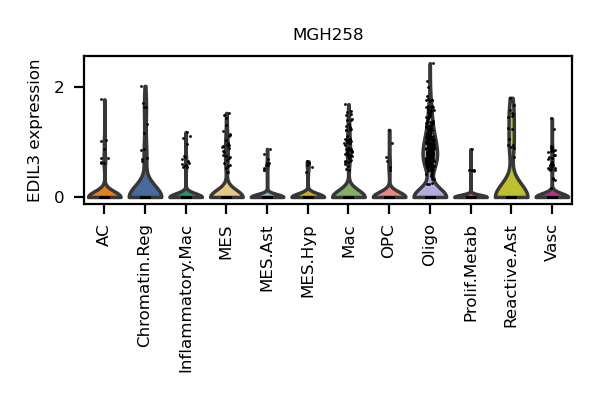 MGH258
EDIL3 expression
2
0
AC
Chromatin.Reg
Inflammatory.Mac
MES
MES.Ast
MES.Hyp
Mac
OPC
Oligo
Prolif.Metab
Reactive.Ast
Vasc